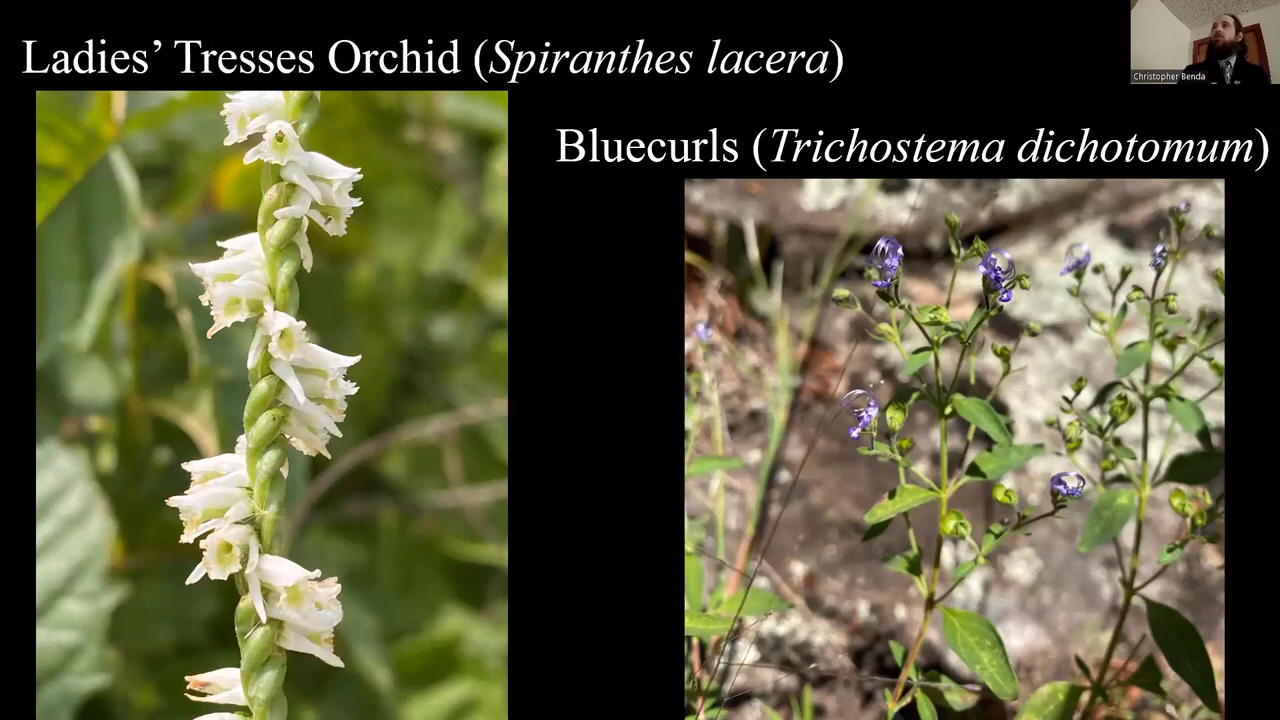 Ladies’ Tresses Orchid (Spiranthes lacera)
Christopher Benda
Bluecurls (Trichostema dichotomum)